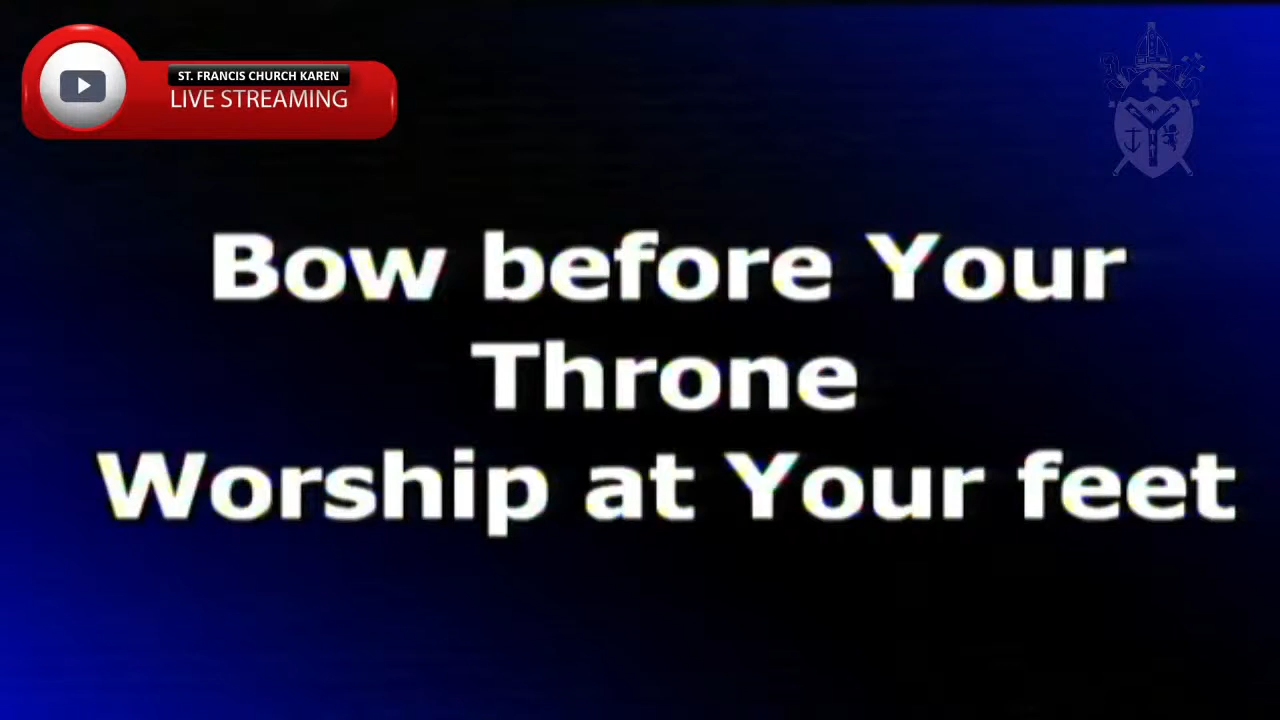 ST. FRANCIS CHURCH KAREN
LIVE STREAMING
Bow before Your
Throne
Worship at Your feet